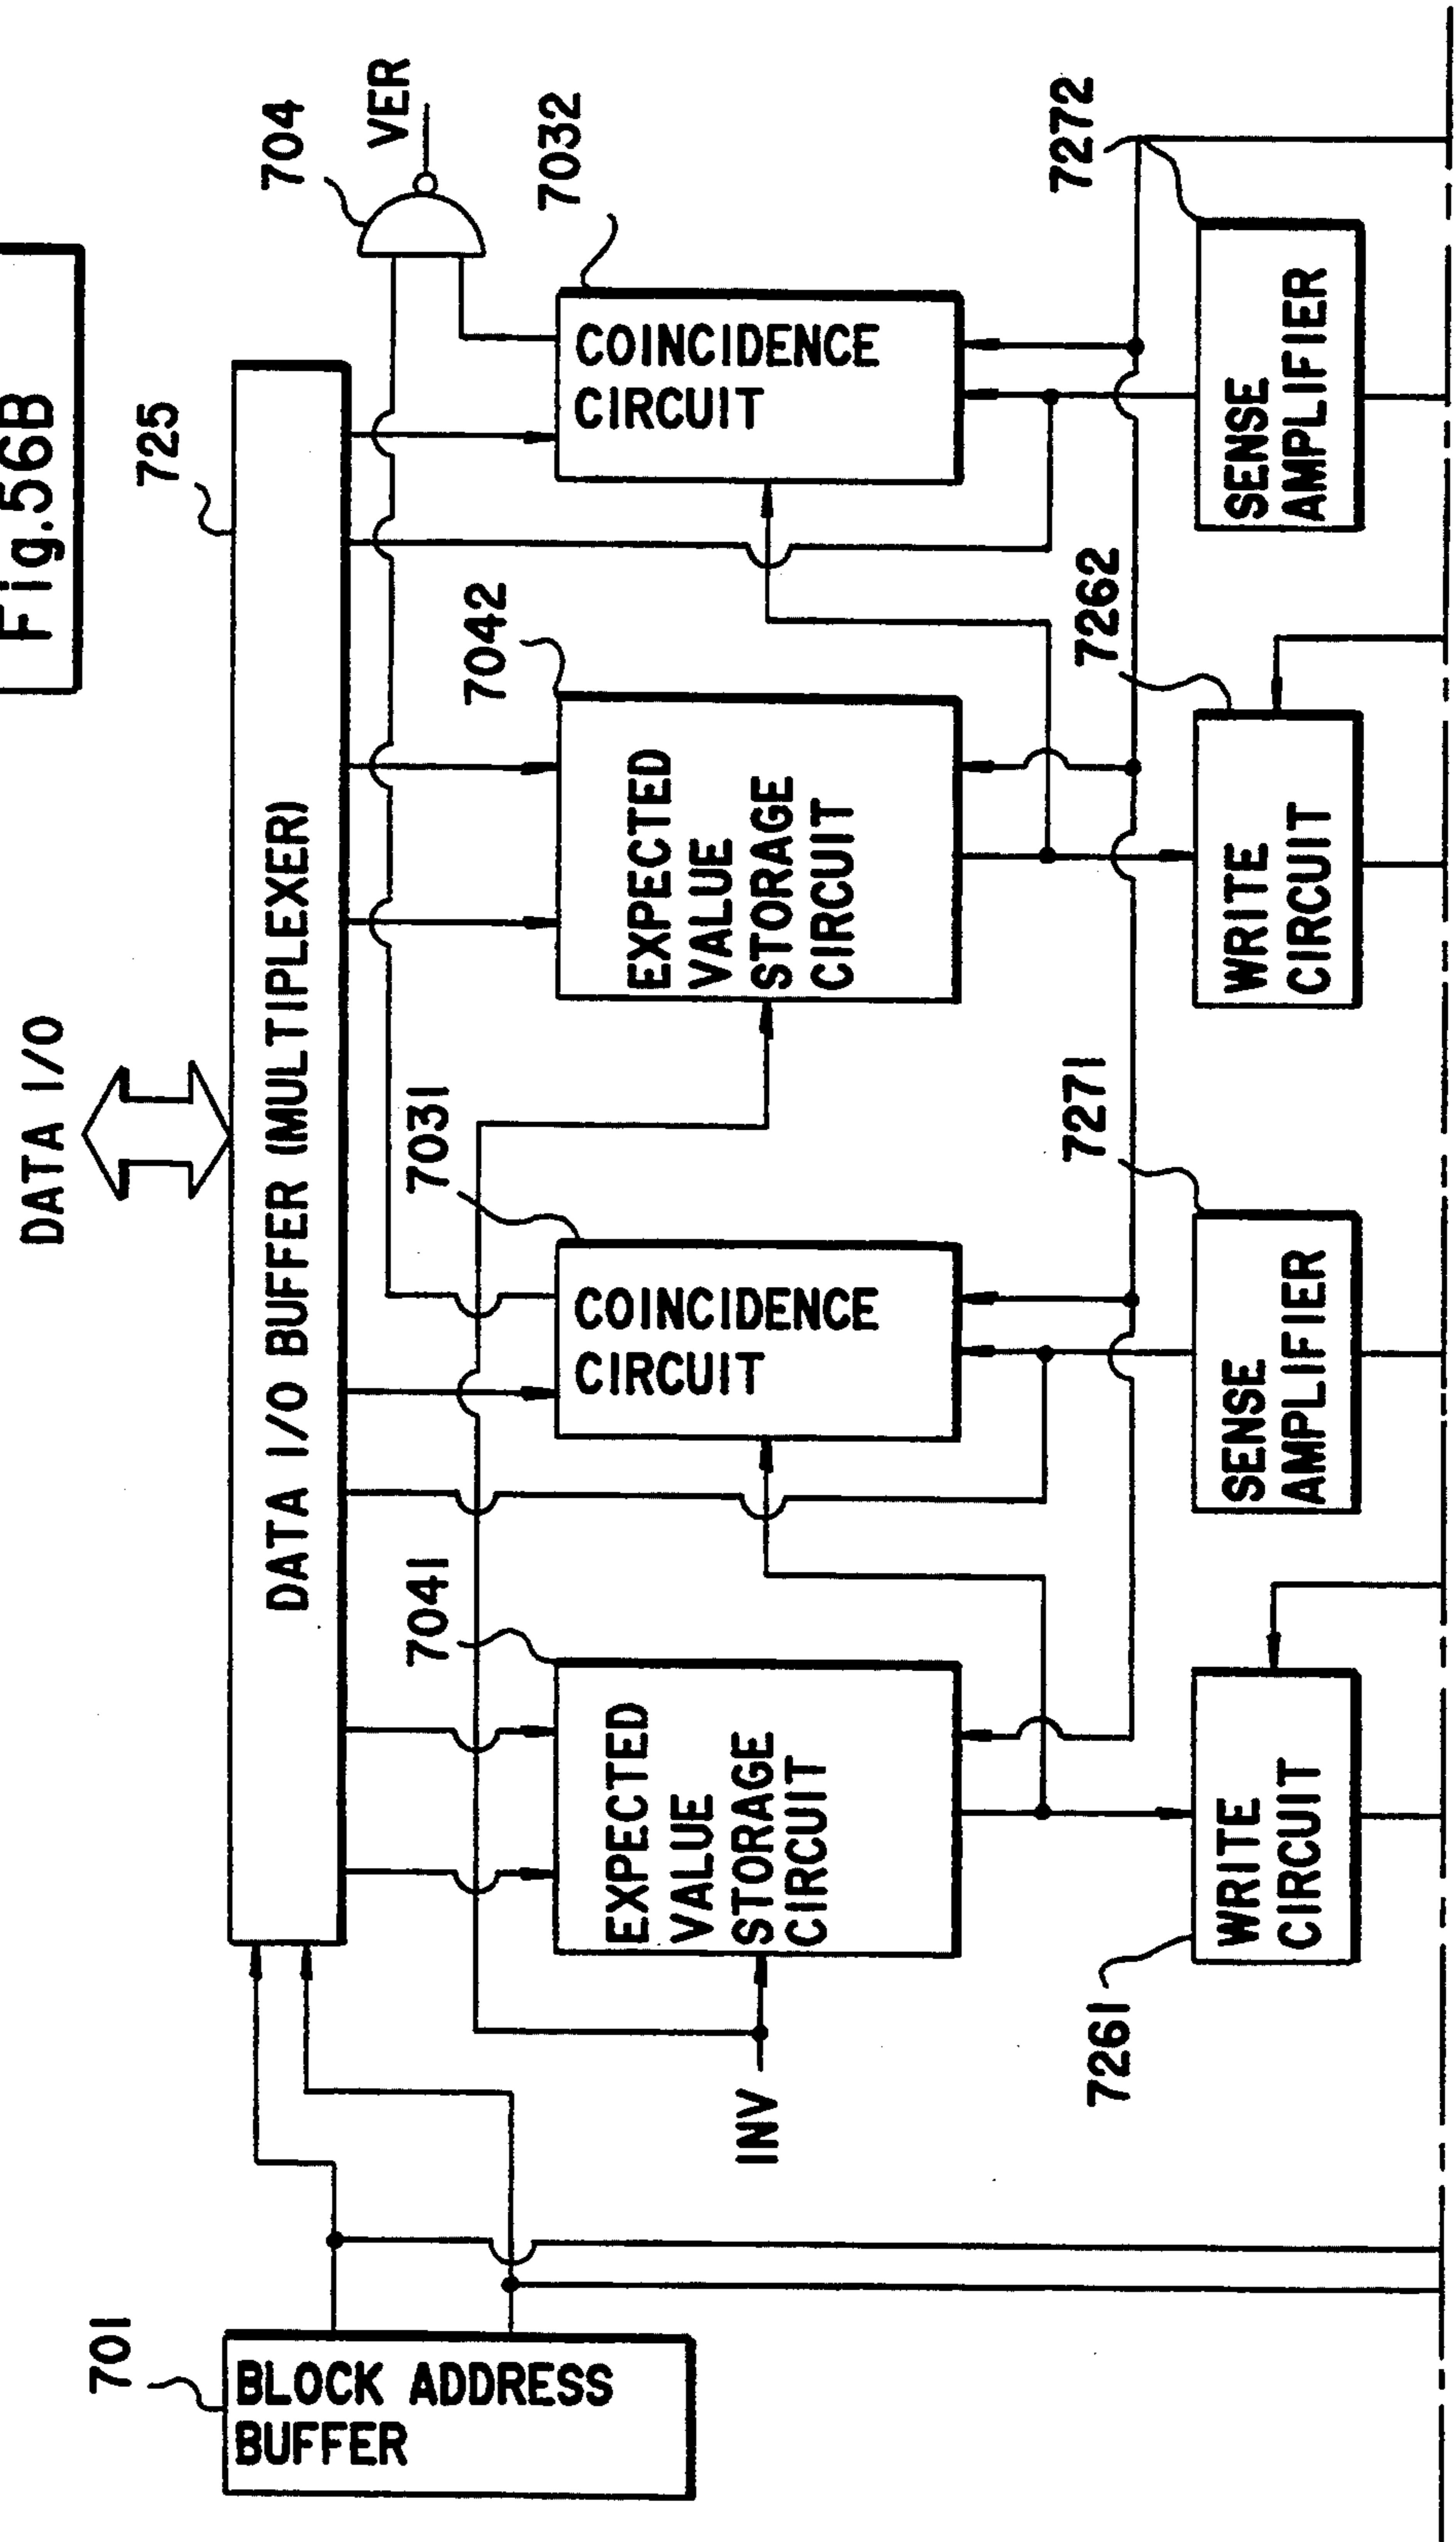 Fig.56B
DATA I/O
725
DATA I/O BUFFER (MULTIPLEXER)
704
VER
701
BLOCK ADDRESS
BUFFER
7041
EXPECTED
VALUE
STORAGE
CIRCUIT
7031
COINCIDENCE
CIRCUIT
7042
EXPECTED
VALUE
STORAGE
CIRCUIT
7032
COINCIDENCE
CIRCUIT
INV
7261
WRITE
CIRCUIT
7271
SENSE
AMPLIFIER
7262
WRITE
CIRCUIT
7272
SENSE
AMPLIFIER